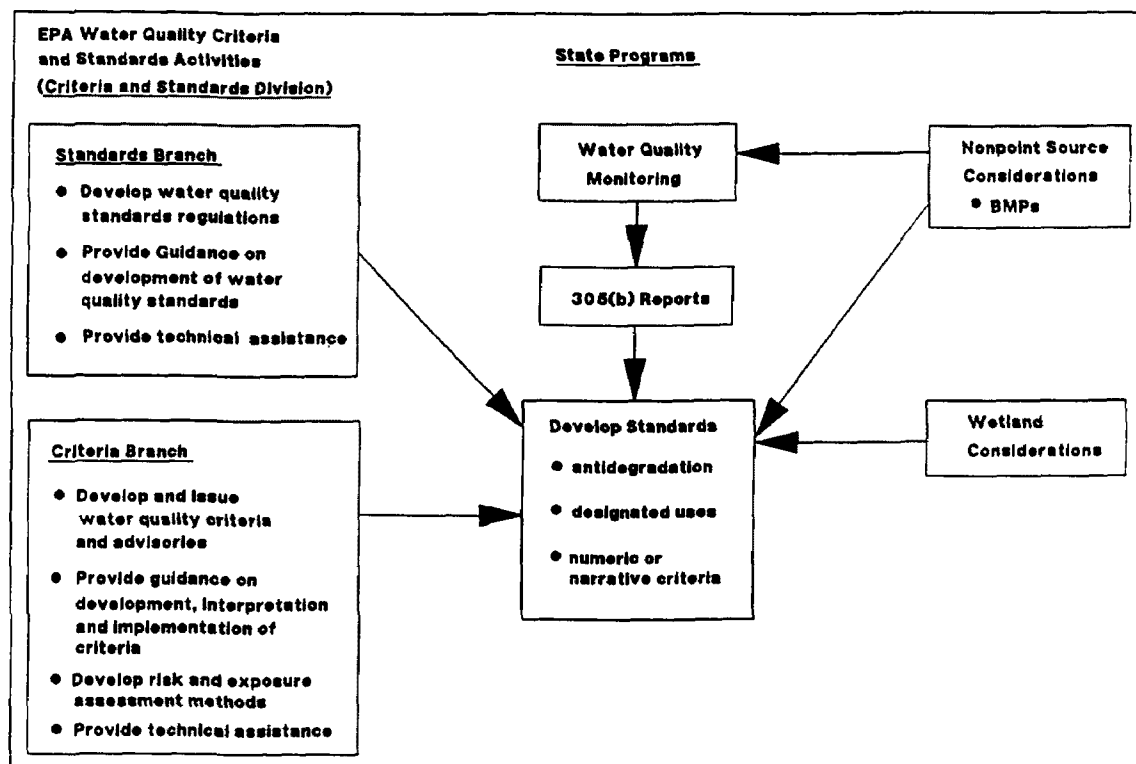 EPA Water Quality Criteria
and Standards Activities
(Criteria and Standards Division)
State Programs
Standards Branch
● Develop water quality
standards regulations
● Provide Guidance on
development of water
quality standards
● Provide technical assistance
Criteria Branch
● Develop and issue
water quality criteria
and advisories
● Provide guidance on
development, interpretation
and implementation of
criteria
● Develop risk and exposure
assessment methods
● Provide technical assistance
Water Quality
Monitoring
305(b) Reports
Develop Standards
● antidegradation
● designated uses
● numeric or
narrative criteria
Nonpoint Source
Considerations
● BMPs
Wetland
Considerations